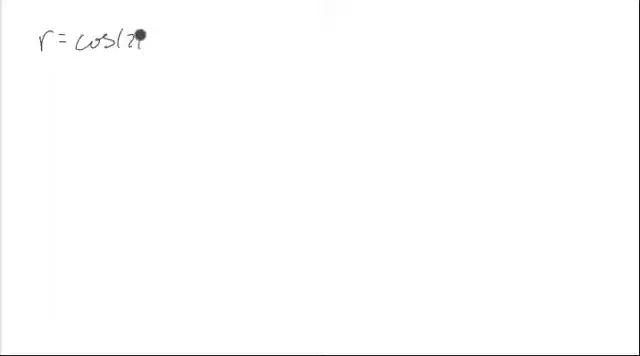 r = cos(2